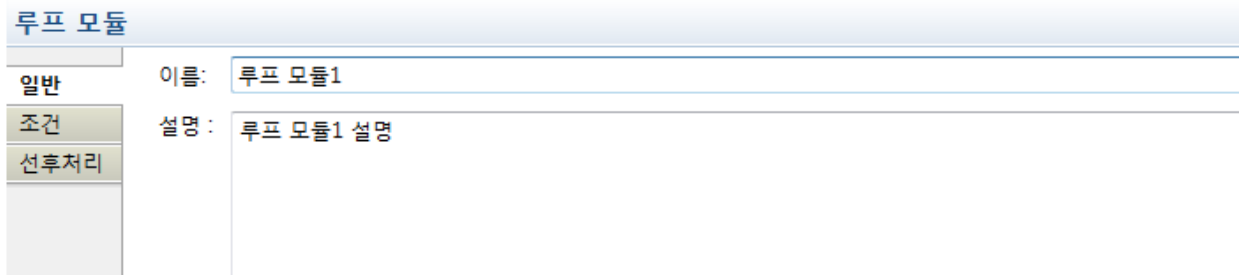 루프 모듈
일반
이름: 루프 모듈1
조건
설명 : 루프 모듈1 설명
선후처리